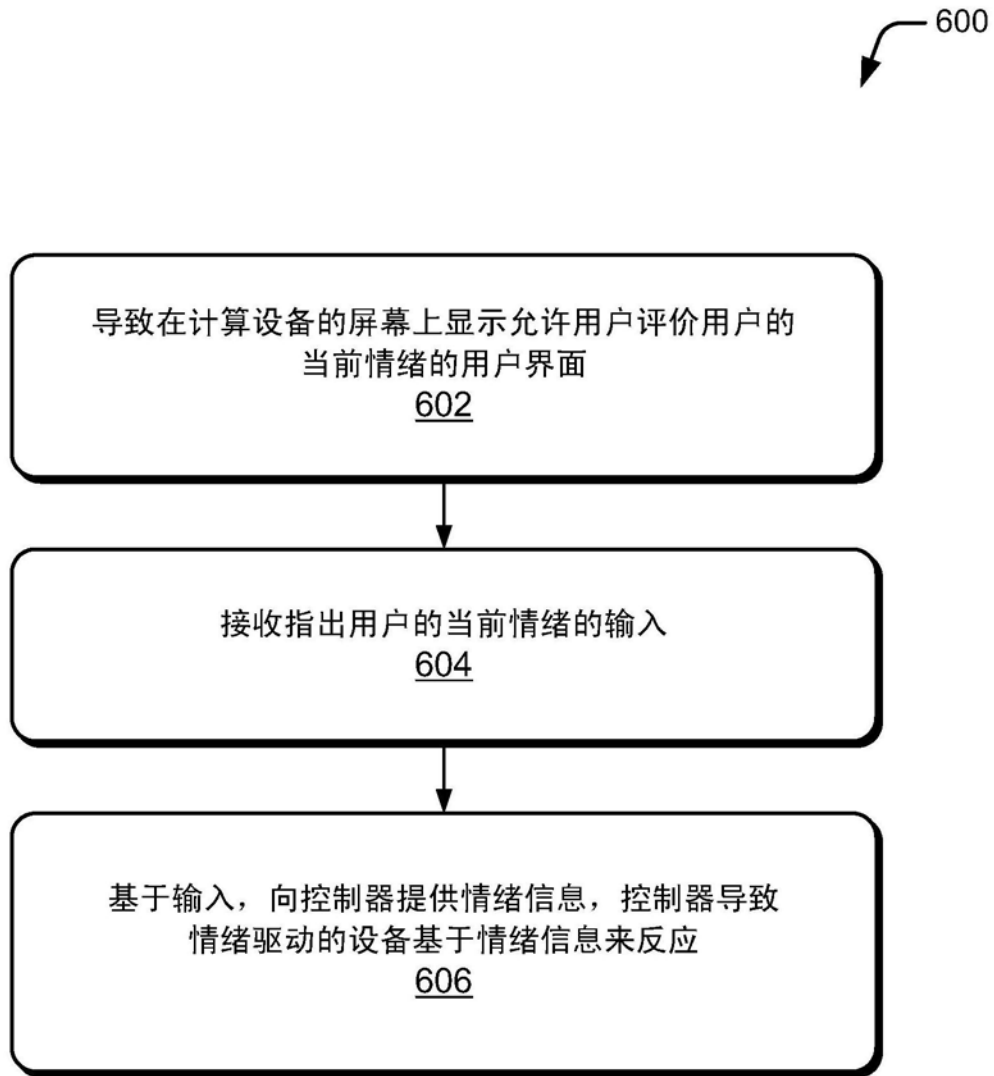 600
导致在计算设备的屏幕上显示允许用户评价用户的
当前情绪的用户界面
602
接收指出用户的当前情绪的输入
604
基于输入，向控制器提供情绪信息，控制器导致
情绪驱动的设备基于情绪信息来反应
606